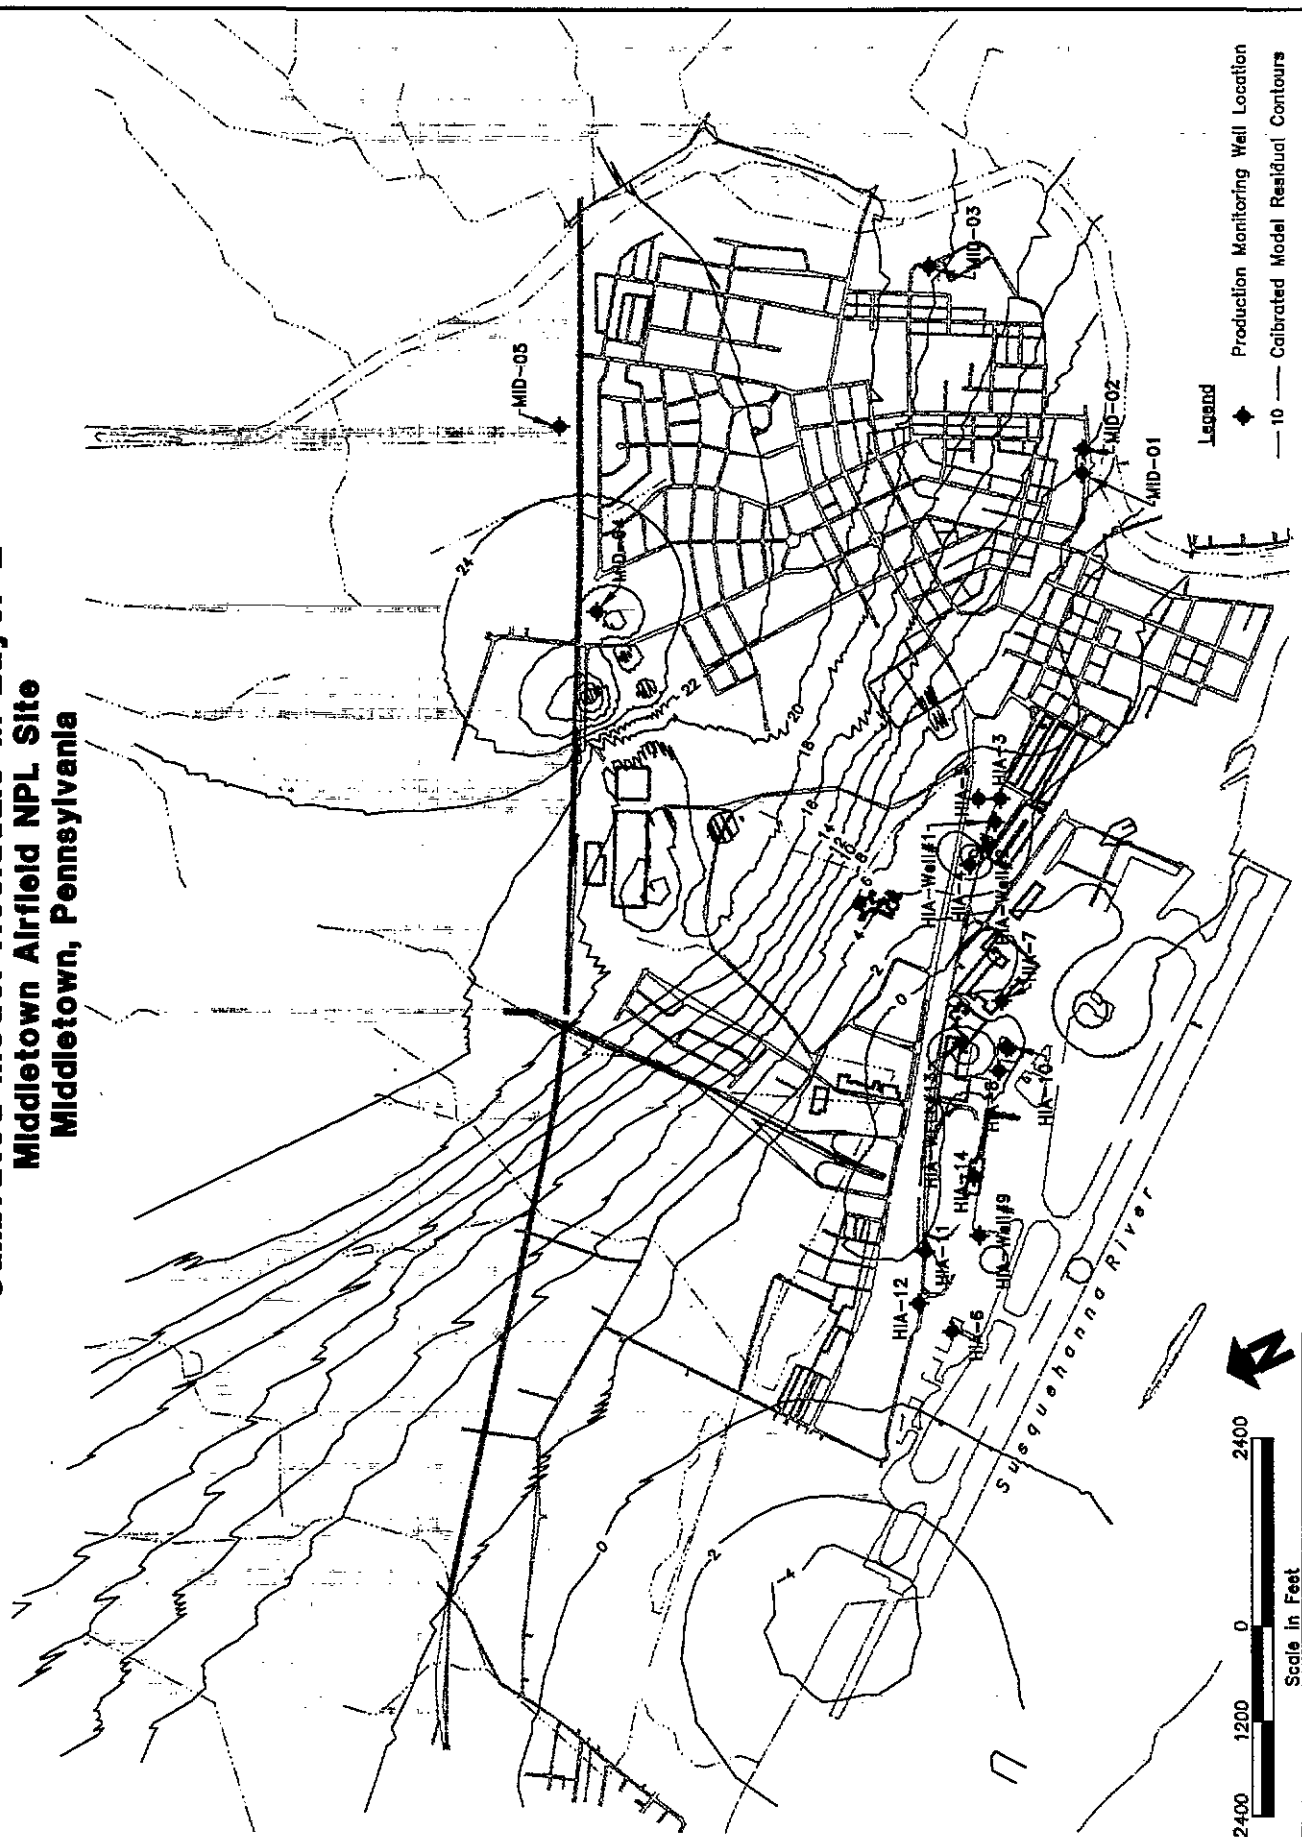 Middletown Airfield NPL Site
Middletown, Pennsylvania
MID-05
MID-04
MID-03
MID-02
MID-01
24
22
20
18
16
14
12
10
8
6
4
2
0
HIA-3
HIA-Well#1
HIA-7
HIA-Well#13
HIA-8
HIA-10
HIA-14
HIA-Well#9
HIA-11
HIA-12
HIA-6
0
-2
-4
Susquehanna River
Legend
Production Monitoring Well Location
10 Calibrated Model Residual Contours
N
2400 1200 0 2400
Scale in Feet